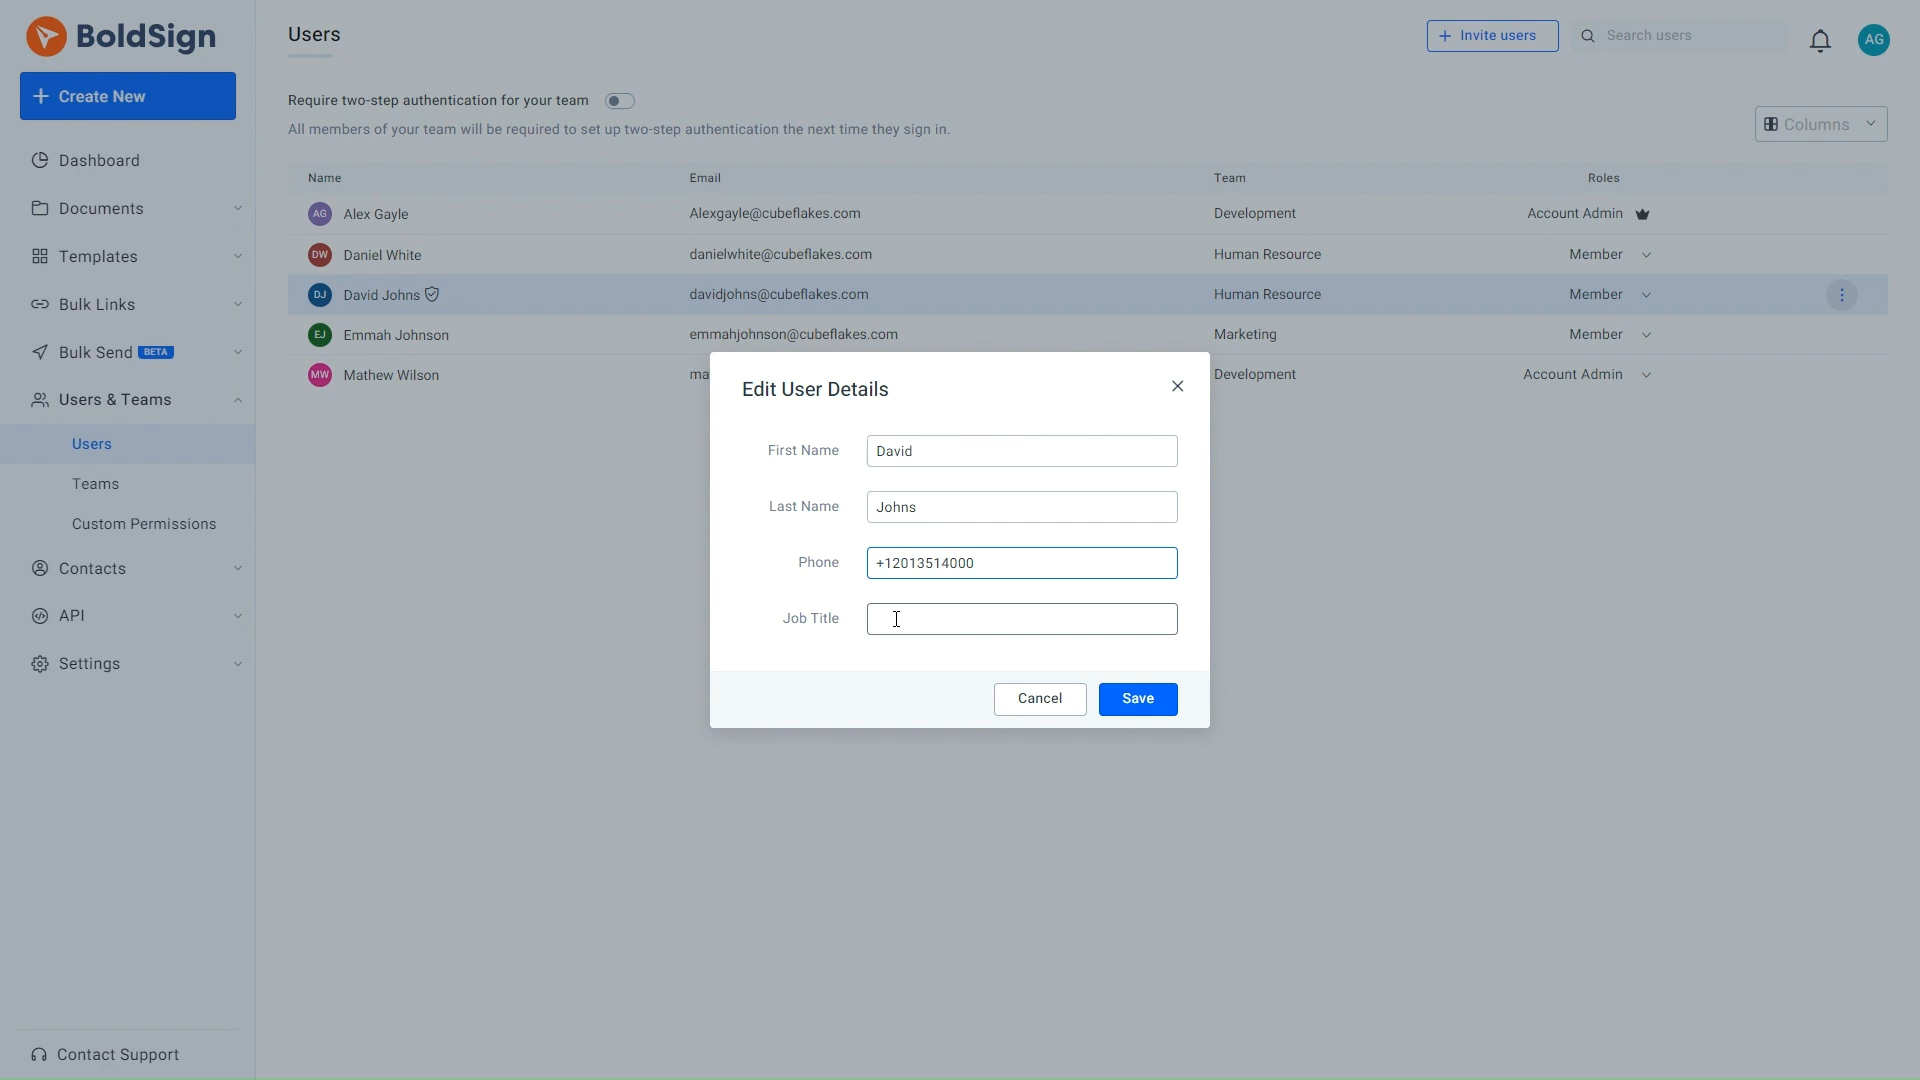 BoldSign
Users
+ Invite users
Search users
AG
+ Create New
Require two-step authentication for your team
All members of your team will be required to set up two-step authentication the next time they sign in.
Columns
Dashboard
Documents
Templates
Bulk Links
Bulk Send BETA
Users & Teams
Users
Teams
Custom Permissions
Contacts
API
Settings
Contact Support
Name Email Team Roles
AG Alex Gayle Alexgayle@cubeflakes.com Development Account Admin
DW Daniel White danielwhite@cubeflakes.com Human Resource Member
DJ David Johns davidjohns@cubeflakes.com Human Resource Member
EJ Emmah Johnson emmahjohnson@cubeflakes.com Marketing Member
MW Mathew Wilson ma Development Account Admin
Edit User Details
First Name David
Last Name Johns
Phone +12013514000
Job Title
Cancel Save